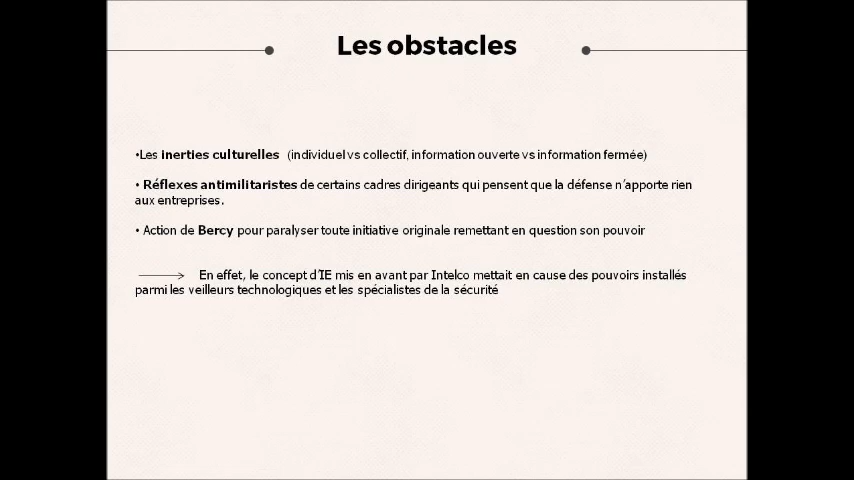 Les obstacles
•Les inerties culturelles (individuel vs collectif, information ouverte vs information fermée)
• Réflexes antimilitaristes de certains cadres dirigeants qui pensent que la défense n’apporte rien
aux entreprises.
• Action de Bercy pour paralyser toute initiative originale remettant en question son pouvoir
En effet, le concept d’IE mis en avant par Intelco mettait en cause des pouvoirs installés
parmi les veilleurs technologiques et les spécialistes de la sécurité